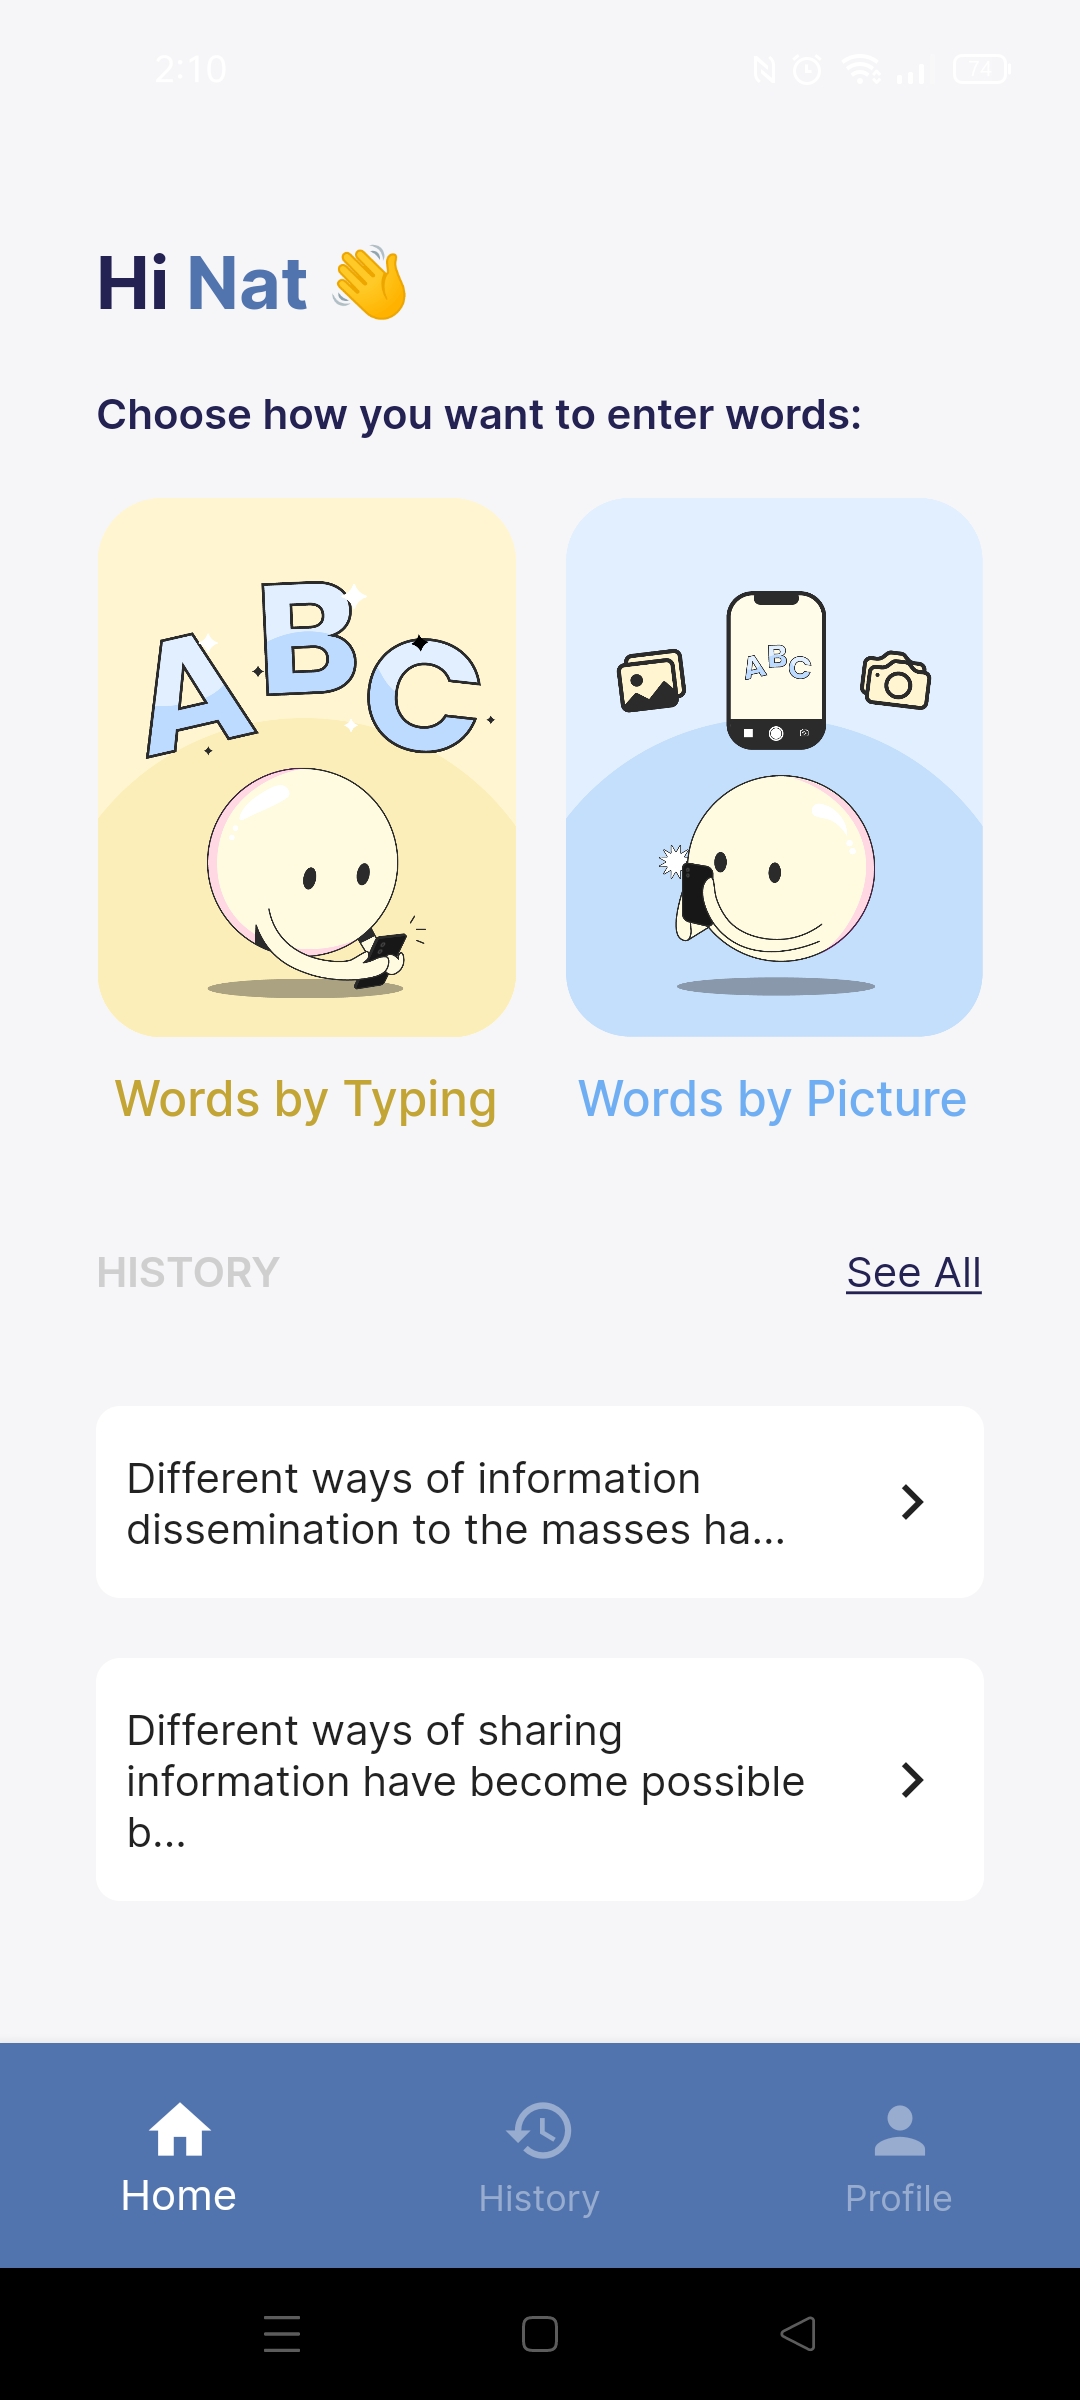 2:10
74
Hi Nat 👋
Choose how you want to enter words:
A B C
ABC
Words by Typing
Words by Picture
HISTORY
See All
Different ways of information
dissemination to the masses ha...
Different ways of sharing
information have become possible
b...
Home
History
Profile